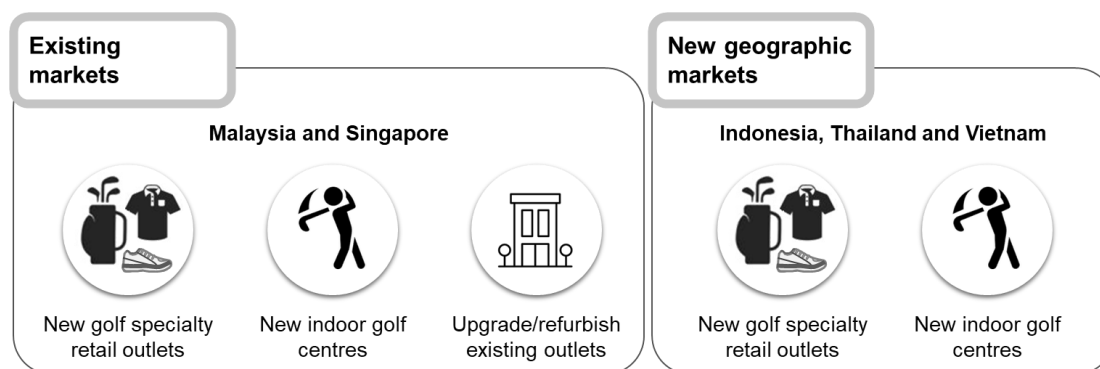 Existing
markets
Malaysia and Singapore
New golf specialty
retail outlets
New indoor golf
centres
Upgrade/refurbish
existing outlets
New geographic
markets
Indonesia, Thailand and Vietnam
New golf specialty
retail outlets
New indoor golf
centres